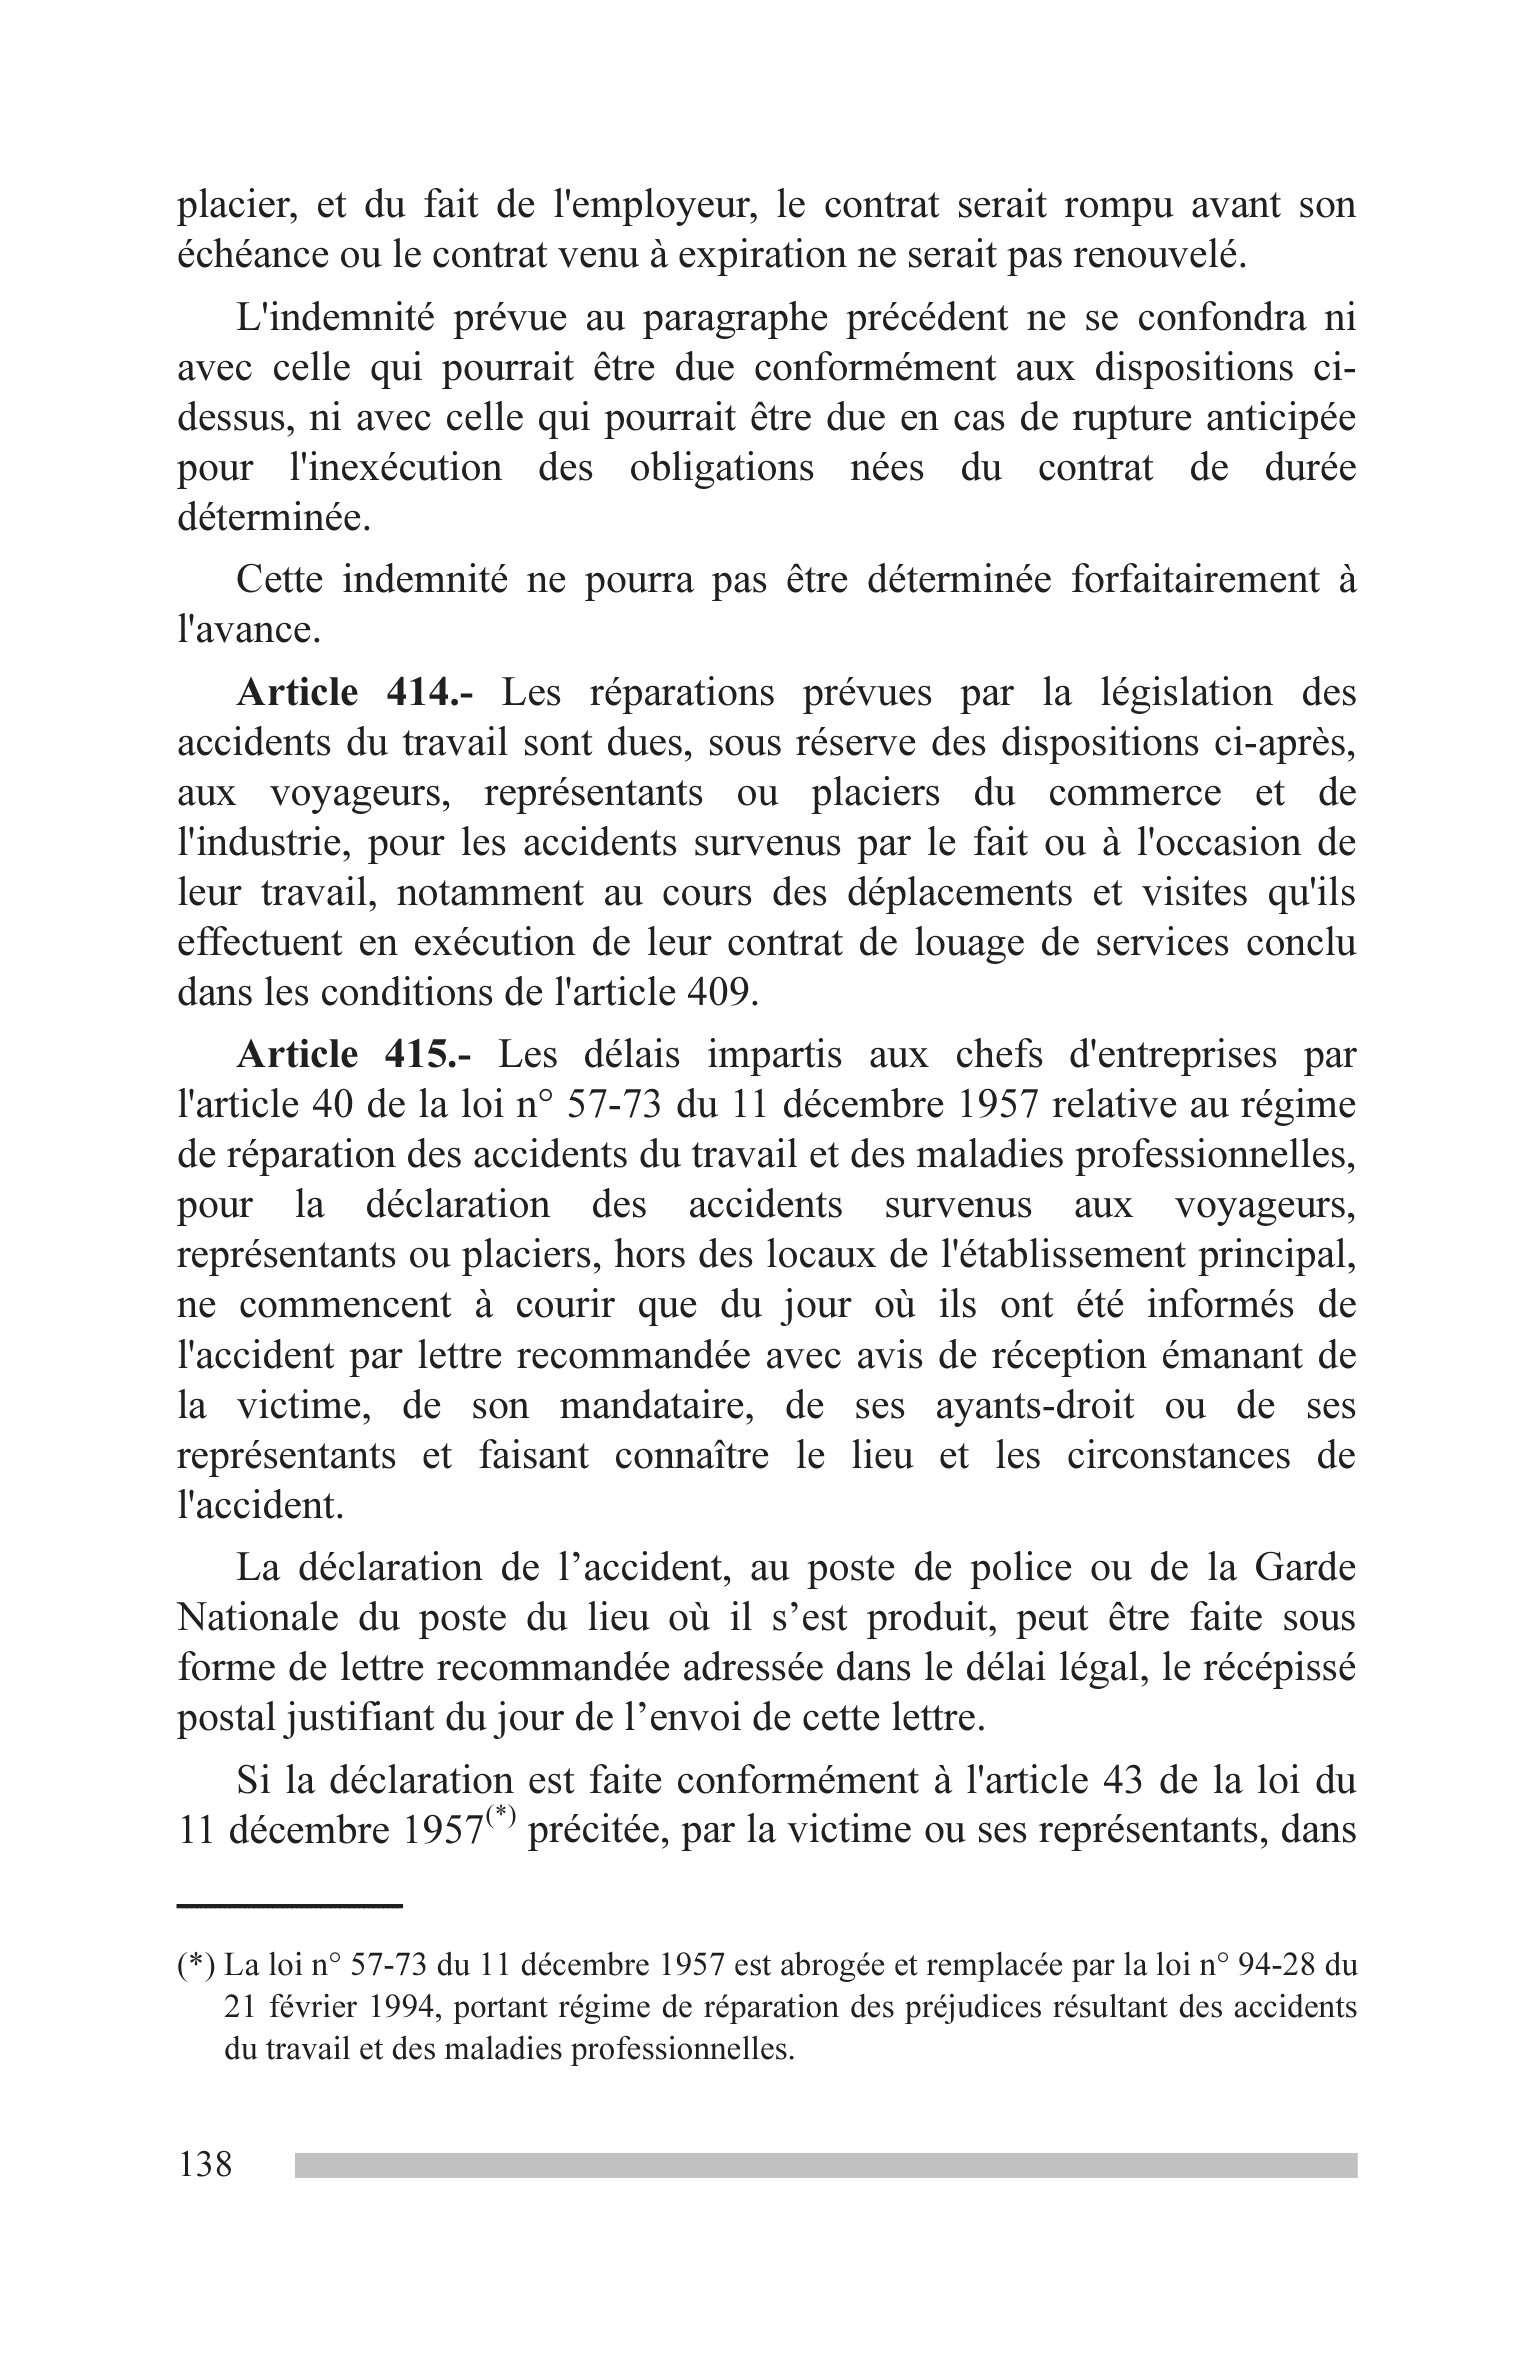 placier, et du fait de l'employeur, le contrat serait rompu avant son
échéance ou le contrat venu à expiration ne serait pas renouvelé.
L'indemnité prévue au paragraphe précédent ne se confondra ni
avec celle qui pourrait être due conformément aux dispositions ci-
dessus, ni avec celle qui pourrait être due en cas de rupture anticipée
pour l'inexécution des obligations nées du contrat de durée
déterminée.
Cette indemnité ne pourra pas être déterminée forfaitairement à
l'avance.
Article 414.- Les réparations prévues par la législation des
accidents du travail sont dues, sous réserve des dispositions ci-après,
aux voyageurs, représentants ou placiers du commerce et de
l'industrie, pour les accidents survenus par le fait ou à l'occasion de
leur travail, notamment au cours des déplacements et visites qu'ils
effectuent en exécution de leur contrat de louage de services conclu
dans les conditions de l'article 409.
Article 415.- Les délais impartis aux chefs d'entreprises par
l'article 40 de la loi n° 57-73 du 11 décembre 1957 relative au régime
de réparation des accidents du travail et des maladies professionnelles,
pour la déclaration des accidents survenus aux voyageurs,
représentants ou placiers, hors des locaux de l'établissement principal,
ne commencent à courir que du jour où ils ont été informés de
l'accident par lettre recommandée avec avis de réception émanant de
la victime, de son mandataire, de ses ayants-droit ou de ses
représentants et faisant connaître le lieu et les circonstances de
l'accident.
La déclaration de l’accident, au poste de police ou de la Garde
Nationale du poste du lieu où il s’est produit, peut être faite sous
forme de lettre recommandée adressée dans le délai légal, le récépissé
postal justifiant du jour de l’envoi de cette lettre.
Si la déclaration est faite conformément à l'article 43 de la loi du
11 décembre 1957(*) précitée, par la victime ou ses représentants, dans
(*) La loi n° 57-73 du 11 décembre 1957 est abrogée et remplacée par la loi n° 94-28 du
21 février 1994, portant régime de réparation des préjudices résultant des accidents
du travail et des maladies professionnelles.
138